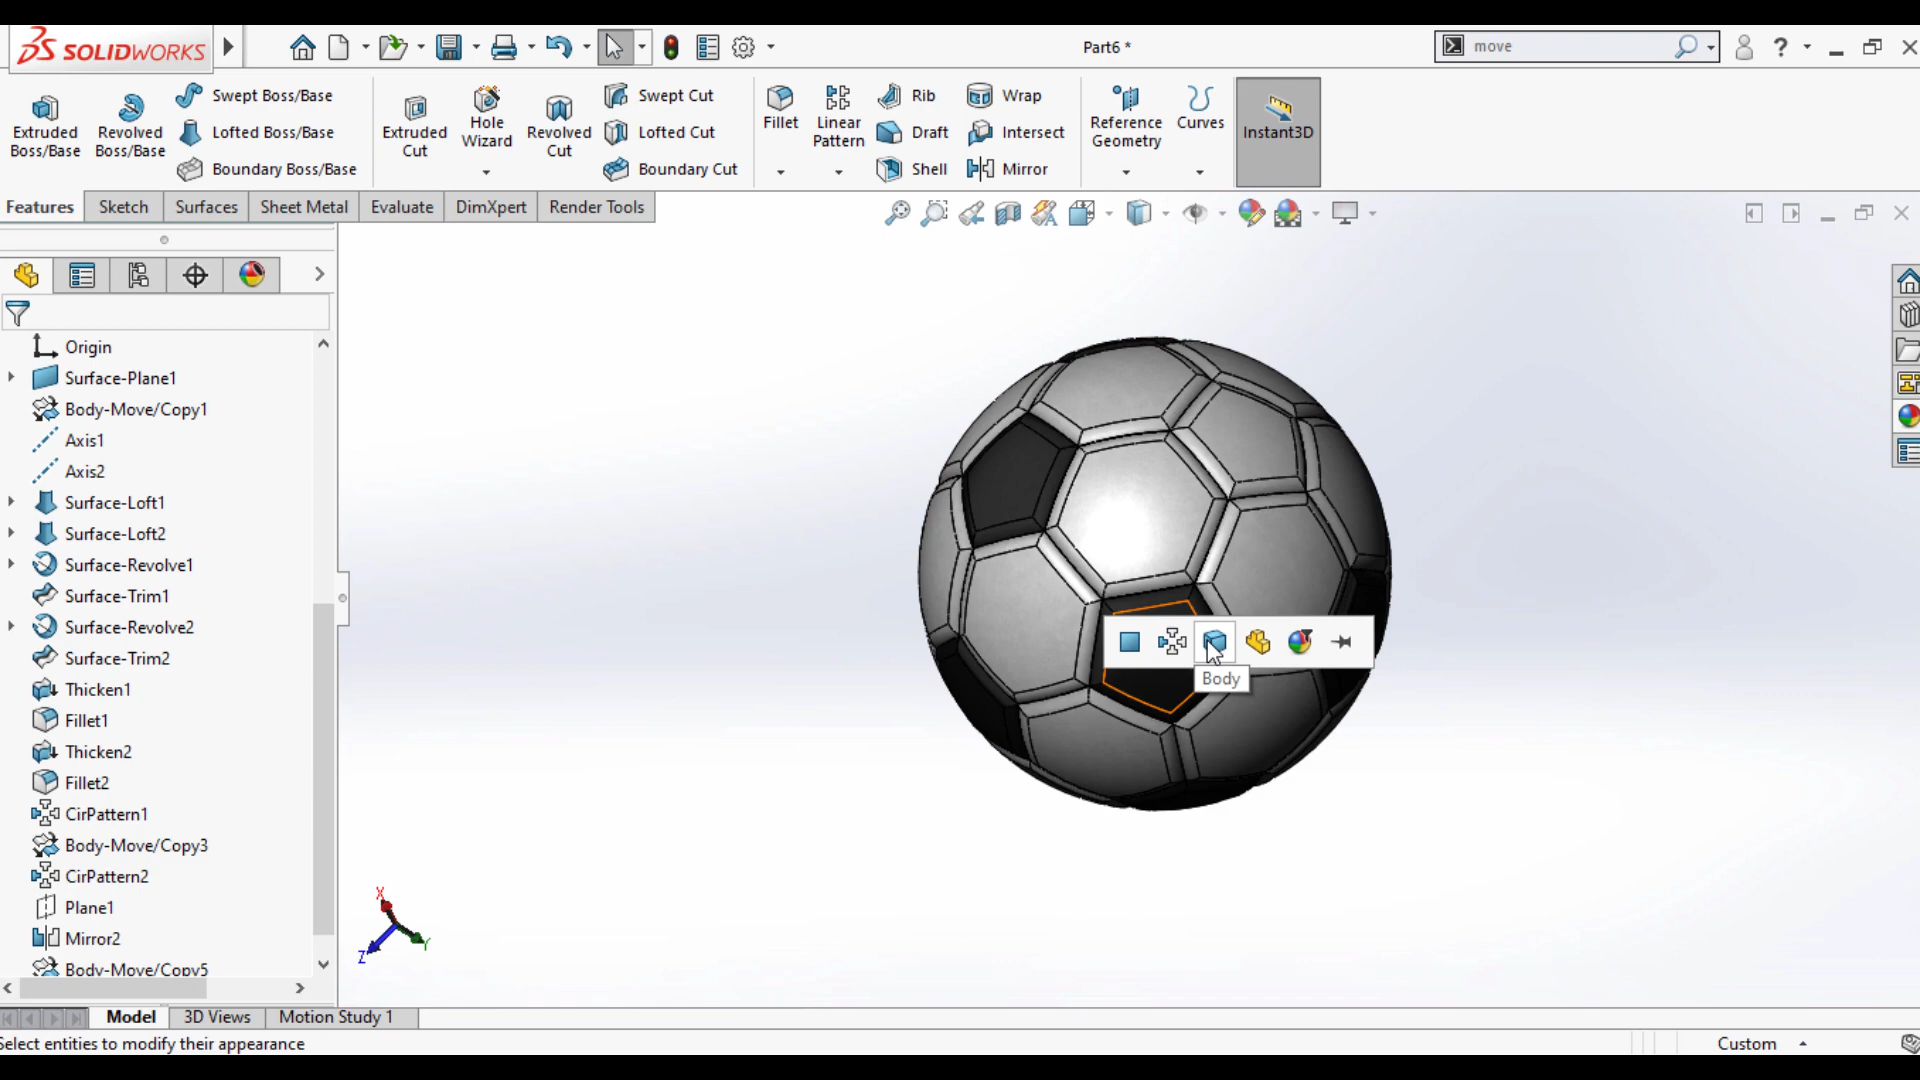 SOLIDWORKS
Part6 *
move
?
Extruded
Boss/Base
Revolved
Boss/Base
Swept Boss/Base
Lofted Boss/Base
Boundary Boss/Base
Extruded
Cut
Hole
Wizard
Revolved
Cut
Swept Cut
Lofted Cut
Boundary Cut
Fillet
Linear
Pattern
Rib
Draft
Shell
Wrap
Intersect
Mirror
Reference
Geometry
Curves
Instant3D
Features
Sketch
Surfaces
Sheet Metal
Evaluate
DimXpert
Render Tools
Origin
Surface-Plane1
Body-Move/Copy1
Axis1
Axis2
Surface-Loft1
Surface-Loft2
Surface-Revolve1
Surface-Trim1
Surface-Revolve2
Surface-Trim2
Thicken1
Fillet1
Thicken2
Fillet2
CirPattern1
Body-Move/Copy3
CirPattern2
Plane1
Mirror2
Body-Move/Copy5
Body
X
Y
Z
Model
3D Views
Motion Study 1
Select entities to modify their appearance
Custom